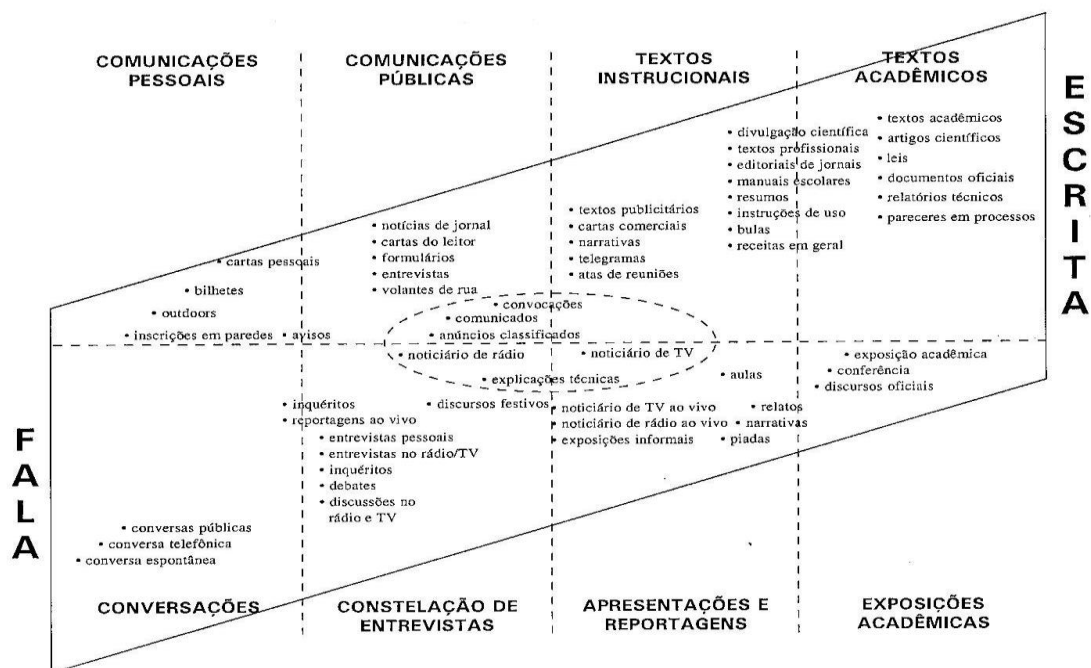 COMUNICAÇÕES
PESSOAIS
COMUNICAÇÕES
PÚBLICAS
TEXTOS
INSTRUCIONAIS
TEXTOS
ACADÊMICOS
ESCRITA
• textos acadêmicos
• artigos científicos
• leis
• documentos oficiais
• relatórios técnicos
• pareceres em processos
• divulgação científica
• textos profissionais
• editoriais de jornais
• manuais escolares
• resumos
• instruções de uso
• bulas
• receitas em geral
• textos publicitários
• cartas comerciais
• narrativas
• telegramas
• atas de reuniões
• notícias de jornal
• cartas do leitor
• formulários
• entrevistas
• volantes de rua
• cartas pessoais
• bilhetes
• outdoors
• inscrições em paredes
• avisos
• convocações
• comunicados
• anúncios classificados
• noticiário de rádio
• noticiário de TV
• explicações técnicas
• aulas
• exposição acadêmica
• conferência
• discursos oficiais
• inquéritos
• reportagens ao vivo
• entrevistas pessoais
• entrevistas no rádio/TV
• inquéritos
• debates
• discussões no
rádio e TV
• discursos festivos
• noticiário de TV ao vivo
• noticiário de rádio ao vivo
• exposições informais
• relatos
• narrativas
• piadas
FALA
• conversas públicas
• conversa telefônica
• conversa espontânea
CONVERSAÇÕES
CONSTELAÇÃO DE
ENTREVISTAS
APRESENTAÇÕES E
REPORTAGENS
EXPOSIÇÕES
ACADÊMICAS